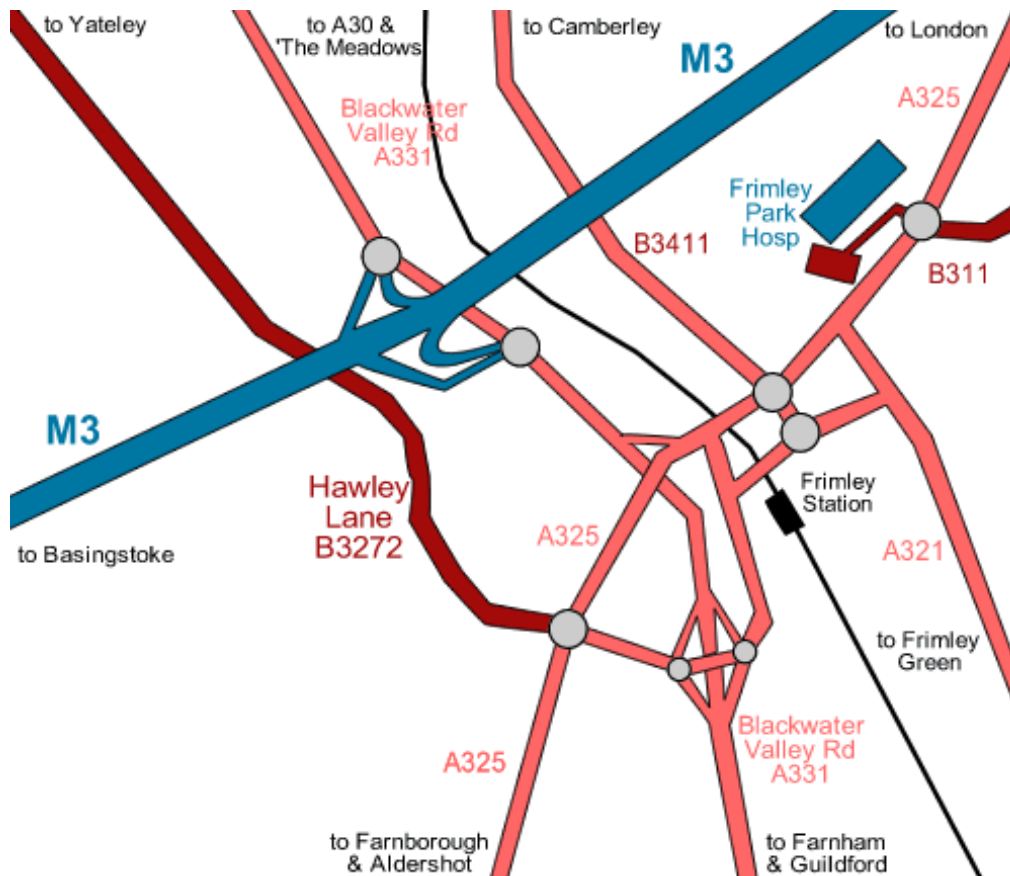 to Yateley
to A30 &
'The Meadows
to Camberley
to London
M3
A325
Blackwater
Valley Rd
A331
Frimley
Park
Hosp
B3411
B311
M3
Hawley
Lane
B3272
Frimley
Station
A325
A321
to Basingstoke
to Frimley
Green
Blackwater
Valley Rd
A331
A325
to Farnborough
& Aldershot
to Farnham
& Guildford